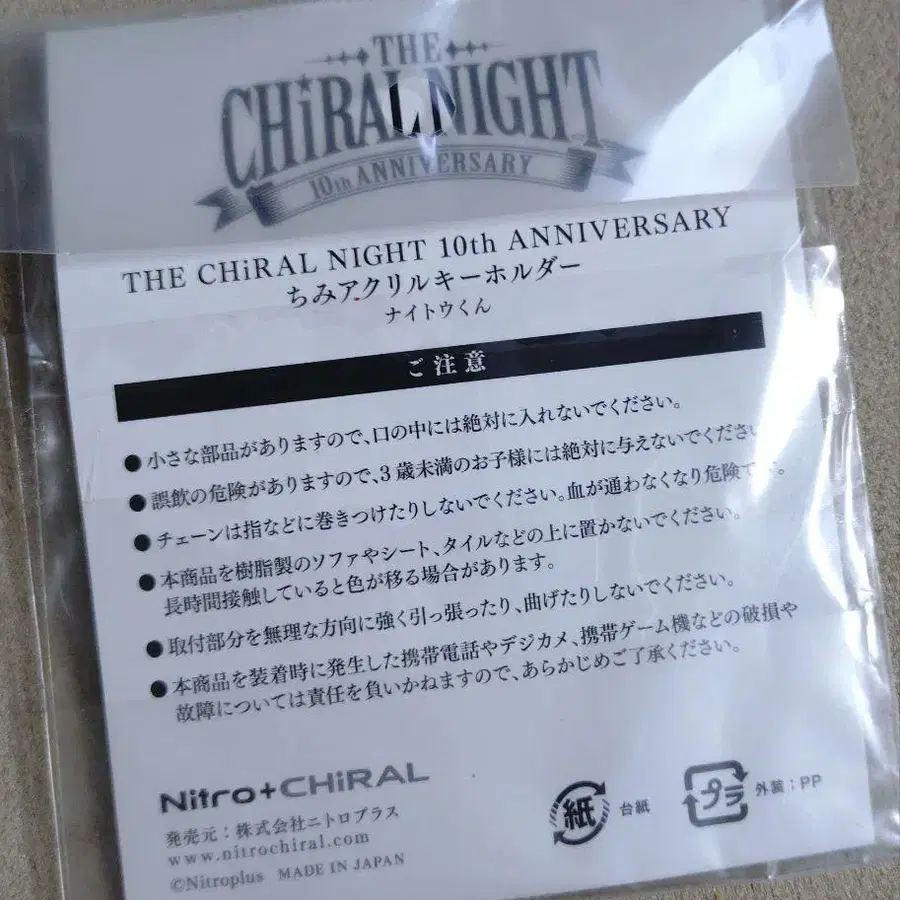 THE
CHiRAL NIGHT
10th ANNIVERSARY
THE CHiRAL NIGHT 10th ANNIVERSARY
ちみアクリルキーホルダー
ナイトウくん
ご注意
●小さな部品がありますので、口の中には絶対に入れないでください。
●誤飲の危険がありますので、3歳未満のお子様には絶対に与えないでください
●チェーンは指などに巻きつけたりしないでください。血が通わなくなり危険です。
●本商品を樹脂製のソファやシート、タイルなどの上に置かないでください。
長時間接触していると色が移る場合があります。
●取付部分を無理な方向に強く引っ張ったり、曲げたりしないでください。
●本商品を装着時に発生した携帯電話やデジカメ、携帯ゲーム機などの破損や
故障については責任を負いかねますので、あらかじめご了承ください。
Nitro+CHiRAL
発売元：株式会社ニトロプラス
www.nitrochiral.com
©Nitroplus MADE IN JAPAN
紙 台紙
プラ 外装：PP